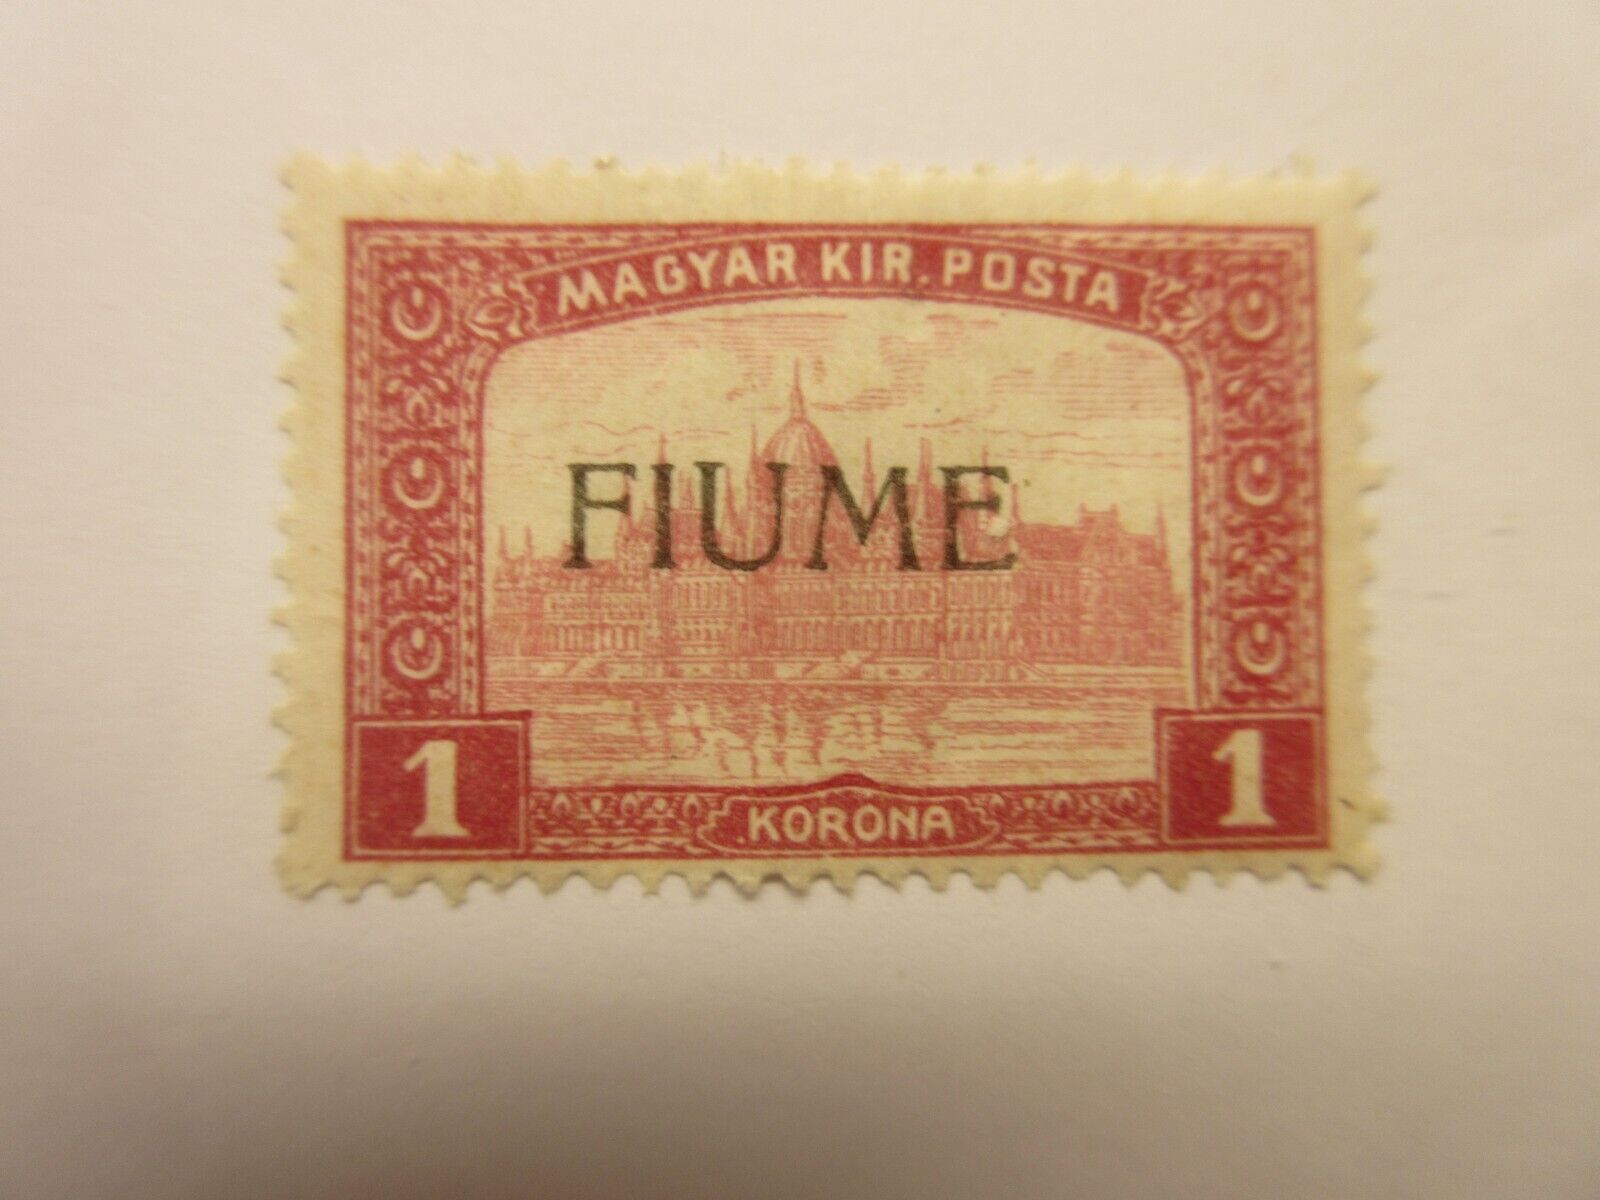 MAGYAR KIR. POSTA
FIUME
1 KORONA 1